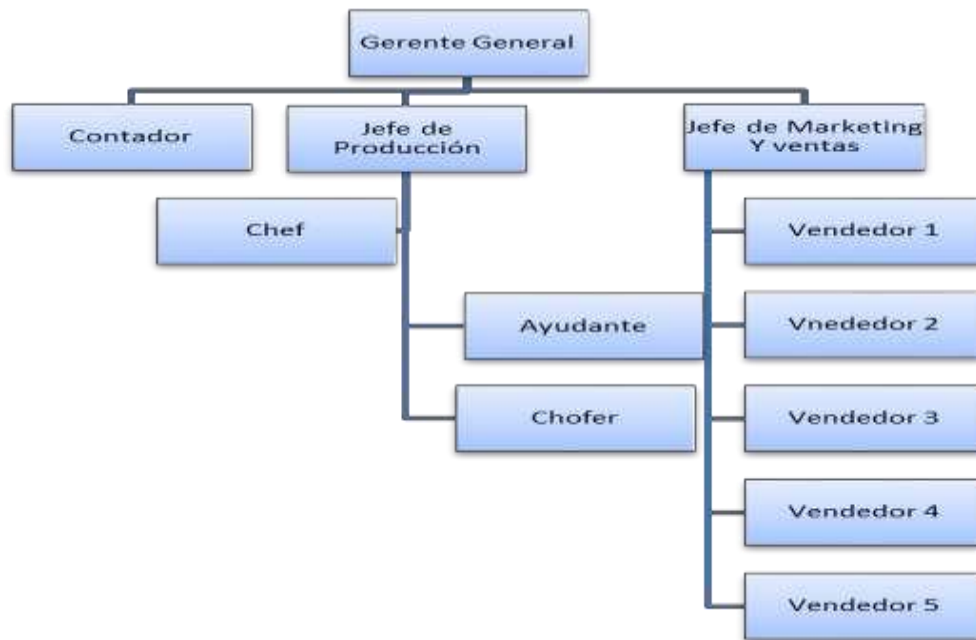 Gerente General
Contador
Jefe de
Producción
Jefe de Marketing
Y ventas
Chef
Vendedor 1
Ayudante
Vnededor 2
Chofer
Vendedor 3
Vendedor 4
Vendedor 5